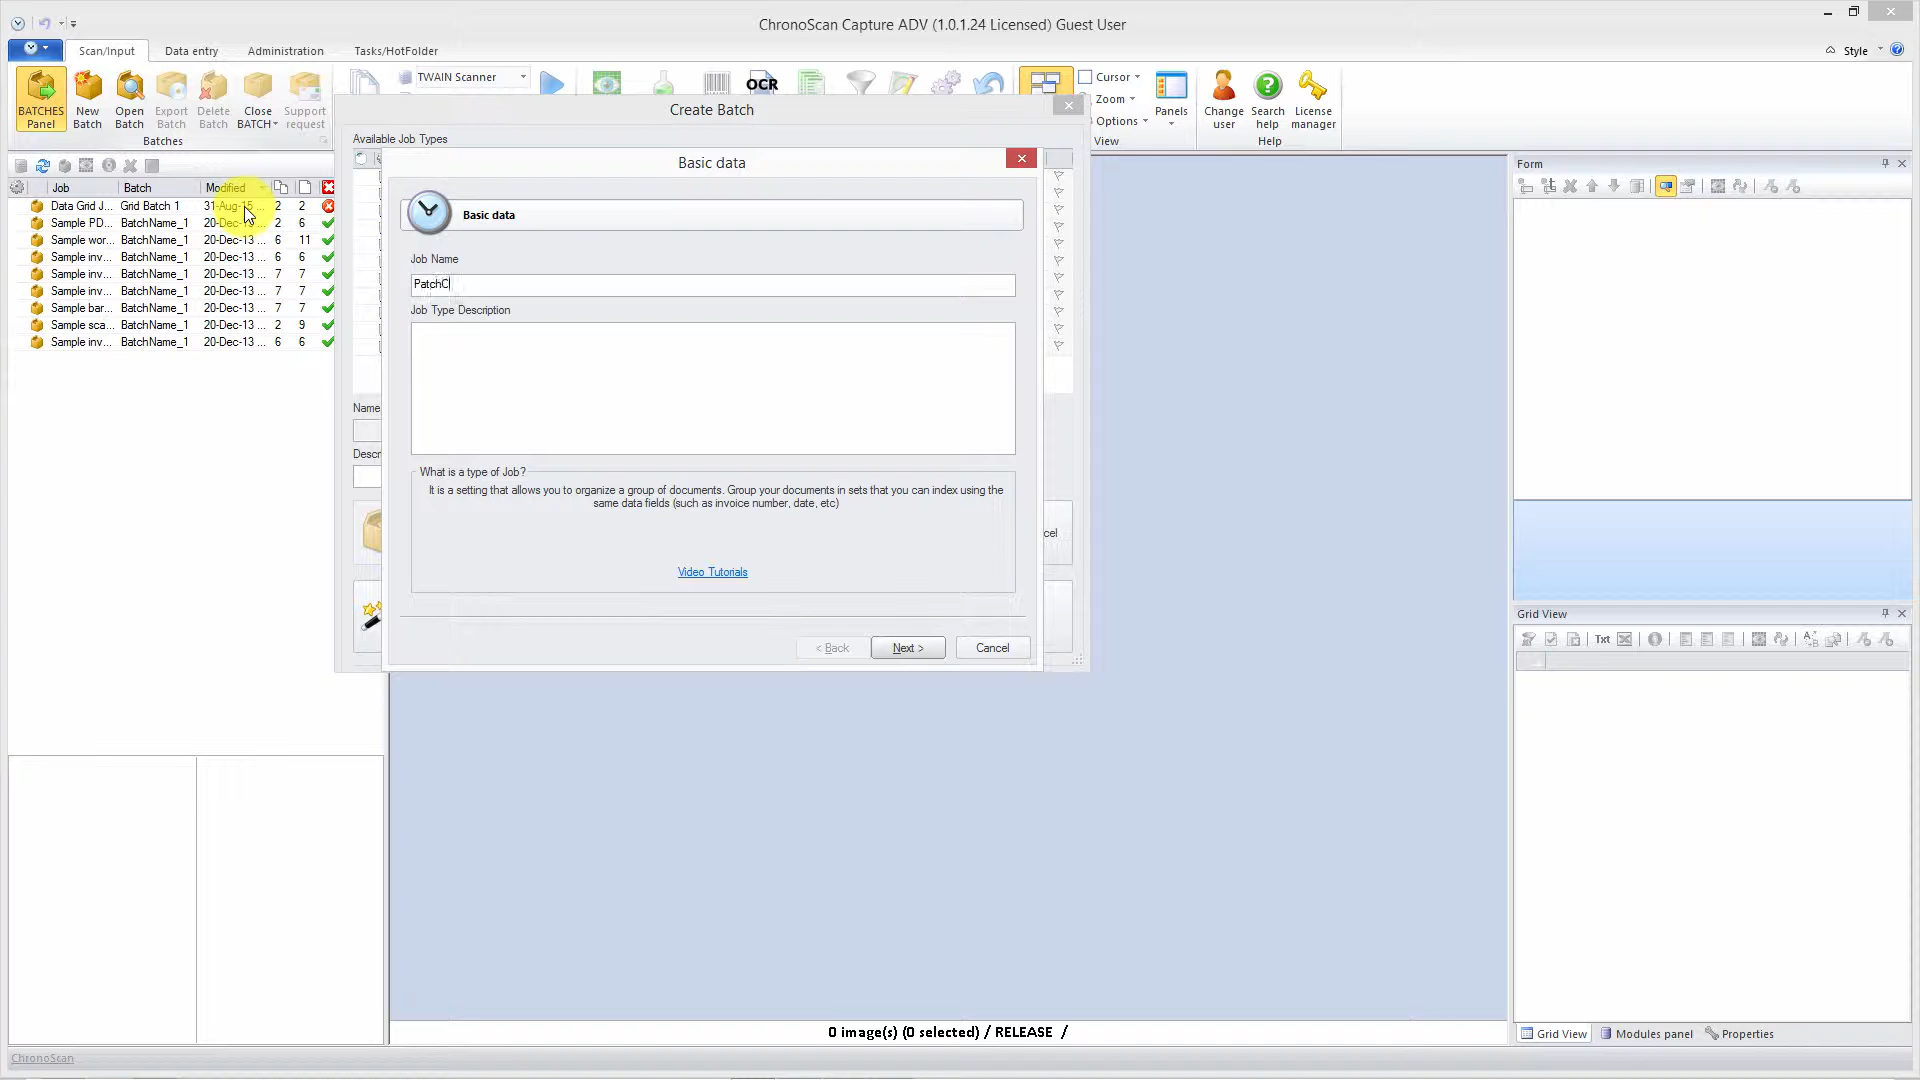 ChronoScan Capture ADV (1.0.1.24 Licensed) Guest User
Scan/Input
Data entry
Administration
Tasks/HotFolder
Style
BATCHES Panel
New Batch
Open Batch
Export Batch
Delete Batch
Close BATCH
Support request
Batches
TWAIN Scanner
OCR
Cursor
Zoom
Options
Panels
View
Change user
Search help
License manager
Help
Create Batch
Available Job Types
Basic data
Basic data
Job Name
PatchC
Job Type Description
What is a type of Job?
It is a setting that allows you to organize a group of documents. Group your documents in sets that you can index using the
same data fields (such as invoice number, date, etc)
Video Tutorials
< Back
Next >
Cancel
Name
Descr
cel
Job Batch Modified
Data Grid J... Grid Batch 1 31-Aug-15 ... 2 2
Sample PD... BatchName_1 20-Dec-13 ... 2 6
Sample wor... BatchName_1 20-Dec-13 ... 6 11
Sample inv... BatchName_1 20-Dec-13 ... 6 6
Sample inv... BatchName_1 20-Dec-13 ... 7 7
Sample inv... BatchName_1 20-Dec-13 ... 7 7
Sample bar... BatchName_1 20-Dec-13 ... 7 7
Sample sca... BatchName_1 20-Dec-13 ... 2 9
Sample inv... BatchName_1 20-Dec-13 ... 6 6
Form
Grid View
Txt
0 image(s) (0 selected) / RELEASE /
Grid View
Modules panel
Properties
ChronoScan